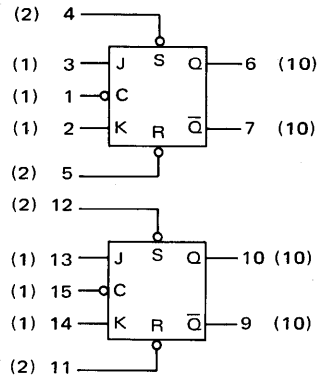 (2) 4
S
(1) 3 J Q 6 (10)
(1) 1 C
(1) 2 K Q̅ 7 (10)
R
(2) 5
(2) 12
S
(1) 13 J Q 10 (10)
(1) 15 C
(1) 14 K Q̅ 9 (10)
R
(2) 11